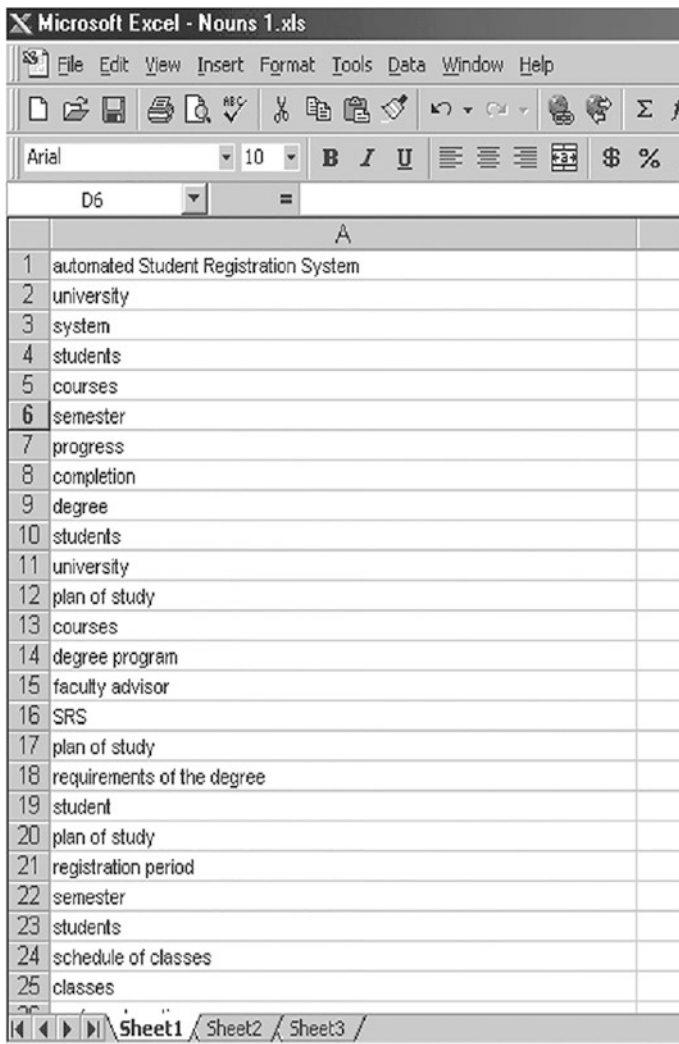 Microsoft Excel - Nouns 1.xls
File Edit View Insert Format Tools Data Window Help
ABC Σ
Arial 10 B I U $ %
D6 =
A
1 automated Student Registration System
2 university
3 system
4 students
5 courses
6 semester
7 progress
8 completion
9 degree
10 students
11 university
12 plan of study
13 courses
14 degree program
15 faculty advisor
16 SRS
17 plan of study
18 requirements of the degree
19 student
20 plan of study
21 registration period
22 semester
23 students
24 schedule of classes
25 classes
Sheet1 Sheet2 Sheet3